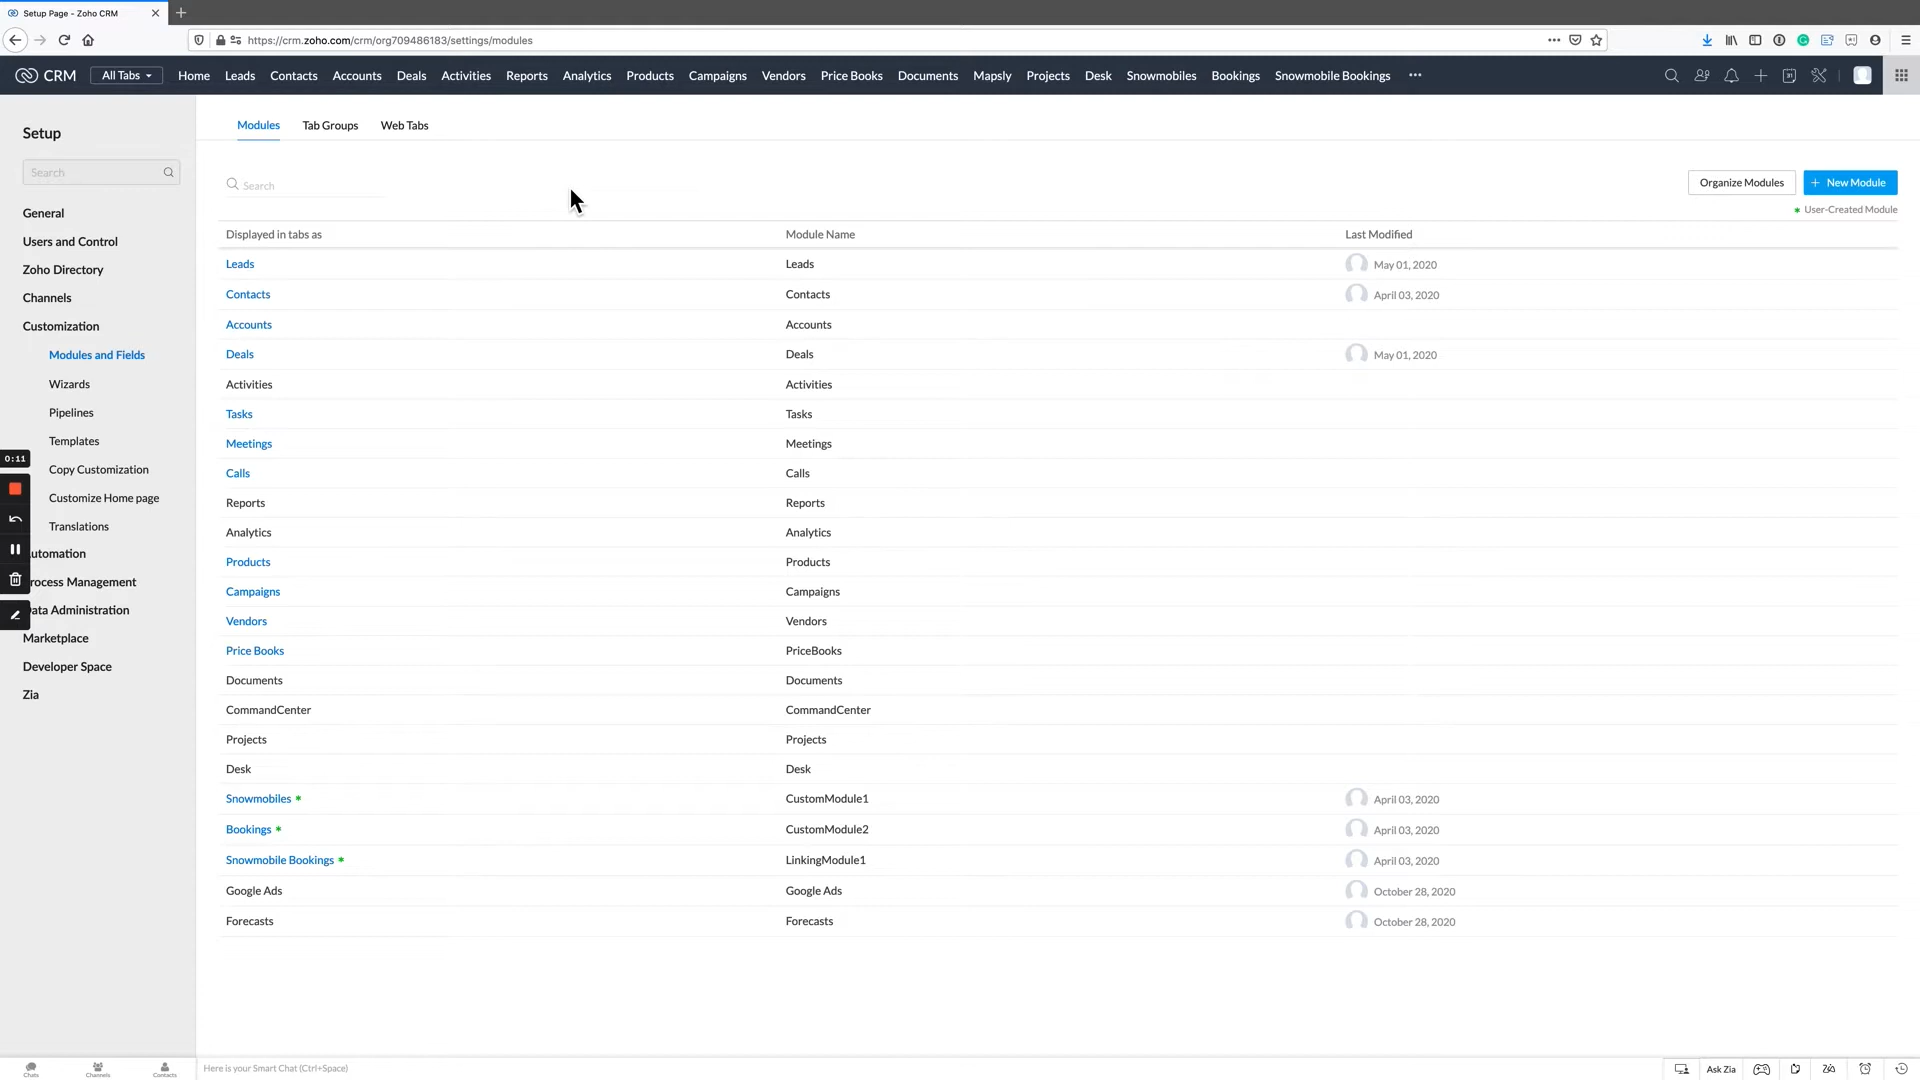 Setup Page - Zoho CRM
https://crm.zoho.com/crm/org709486183/settings/modules
CRM All Tabs Home Leads Contacts Accounts Deals Activities Reports Analytics Products Campaigns Vendors Price Books Documents Mapsly Projects Desk Snowmobiles Bookings Snowmobile Bookings
Setup
Search
General
Users and Control
Zoho Directory
Channels
Customization
Modules and Fields
Wizards
Pipelines
Templates
Copy Customization
Customize Home page
Translations
utomation
rocess Management
ata Administration
Marketplace
Developer Space
Zia
0:11
Modules Tab Groups Web Tabs
Search
Organize Modules + New Module
* User-Created Module
Displayed in tabs as Module Name Last Modified
Leads Leads May 01, 2020
Contacts Contacts April 03, 2020
Accounts Accounts
Deals Deals May 01, 2020
Activities Activities
Tasks Tasks
Meetings Meetings
Calls Calls
Reports Reports
Analytics Analytics
Products Products
Campaigns Campaigns
Vendors Vendors
Price Books PriceBooks
Documents Documents
CommandCenter CommandCenter
Projects Projects
Desk Desk
Snowmobiles * CustomModule1 April 03, 2020
Bookings * CustomModule2 April 03, 2020
Snowmobile Bookings * LinkingModule1 April 03, 2020
Google Ads Google Ads October 28, 2020
Forecasts Forecasts October 28, 2020
Chats Channels Contacts Here is your Smart Chat (Ctrl+Space) Ask Zia